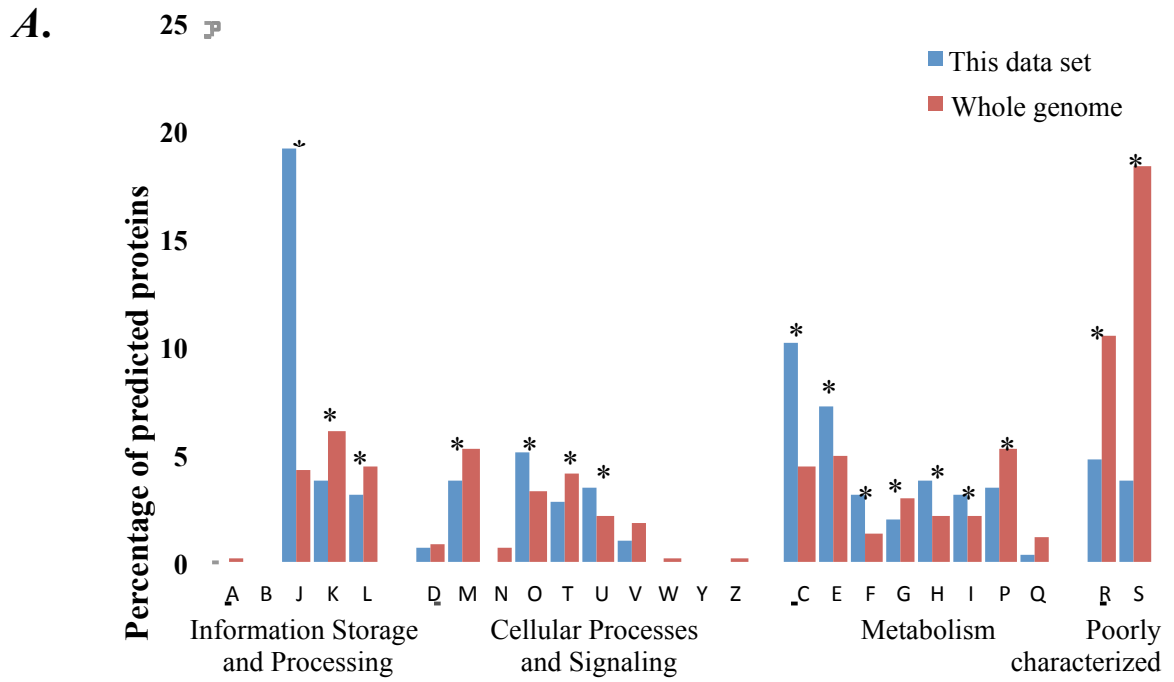 A.
25
This data set
Whole genome
20
15
10
5
0
Percentage of predicted proteins
* * * * * * * * * * * * * * * *
A B J K L D M N O T U V W Y Z C E F G H I P Q R S
Information Storage
and Processing
Cellular Processes
and Signaling
Metabolism
Poorly
characterized